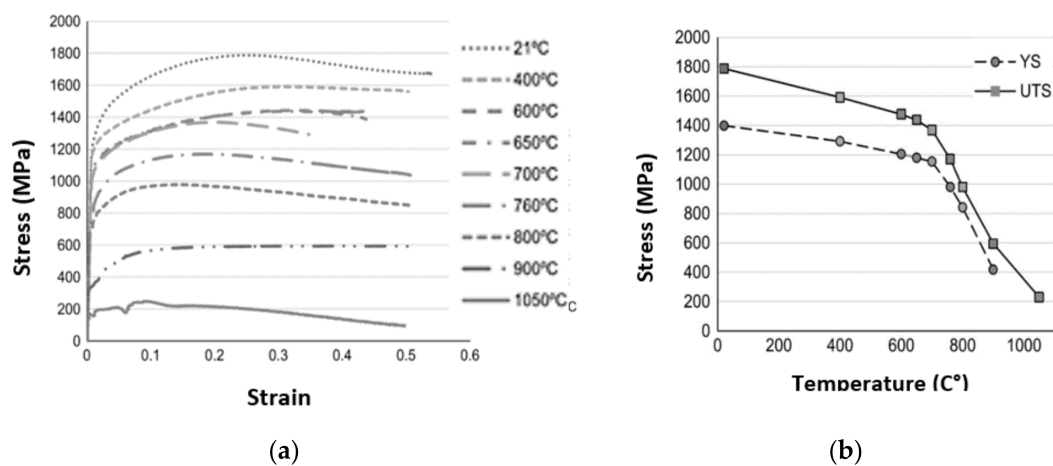 2000
1800
1600
1400
1200
1000
800
600
400
200
0
0
0.1
0.2
0.3
0.4
0.5
0.6
Stress (MPa)
Strain
21ºC
400ºC
600ºC
650ºC
700ºC
760ºC
800ºC
900ºC
1050ºC
C
(a)
2000
1800
1600
1400
1200
1000
800
600
400
200
0
0
200
400
600
800
1000
Stress (MPa)
Temperature (C°)
YS
UTS
(b)